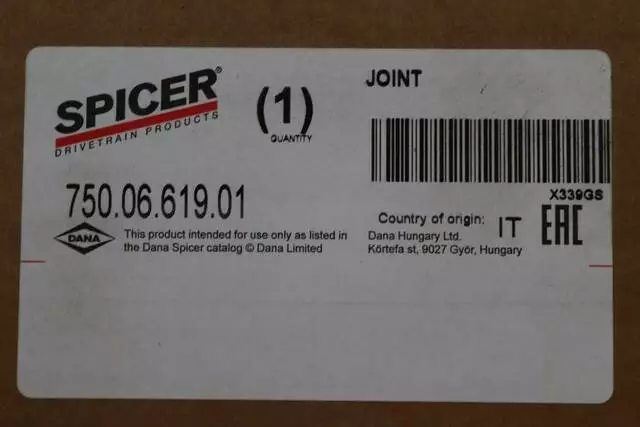 SPICER®
DRIVETRAIN PRODUCTS
(1)
QUANTITY
JOINT
X339GS
750.06.619.01
DANA
This product intended for use only as listed in
the Dana Spicer catalog © Dana Limited
Country of origin: IT
Dana Hungary Ltd.
Körtefa st, 9027 Győr, Hungary
EAC